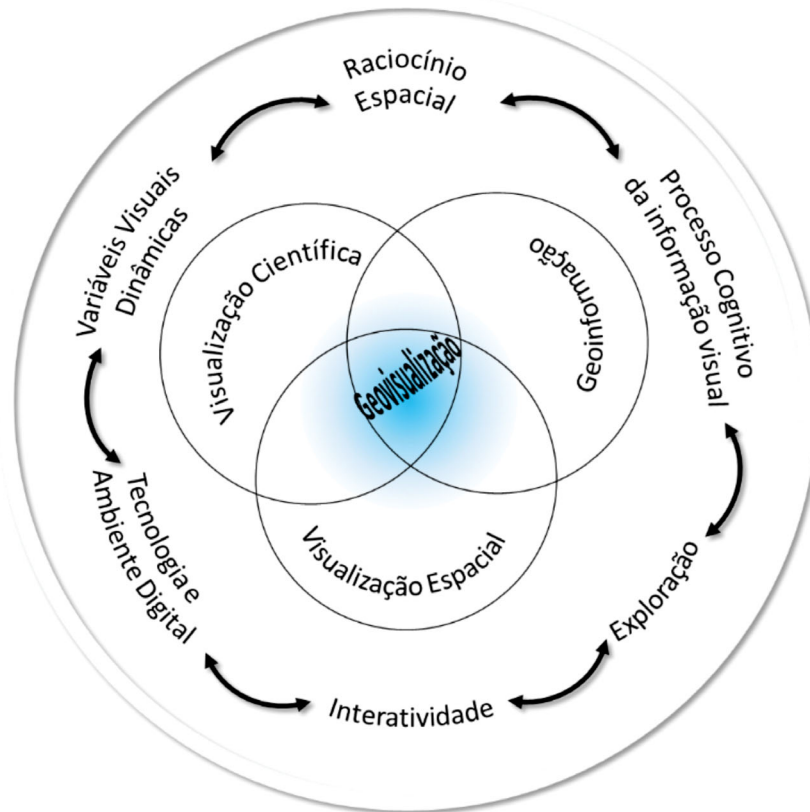 Raciocínio
Espacial
Processo Cognitivo
da informação visual
Exploração
Interatividade
Tecnologia e
Ambiente Digital
Variáveis Visuais
Dinâmicas
Visualização Científica
Geoinformação
Geovisualização
Visualização Espacial